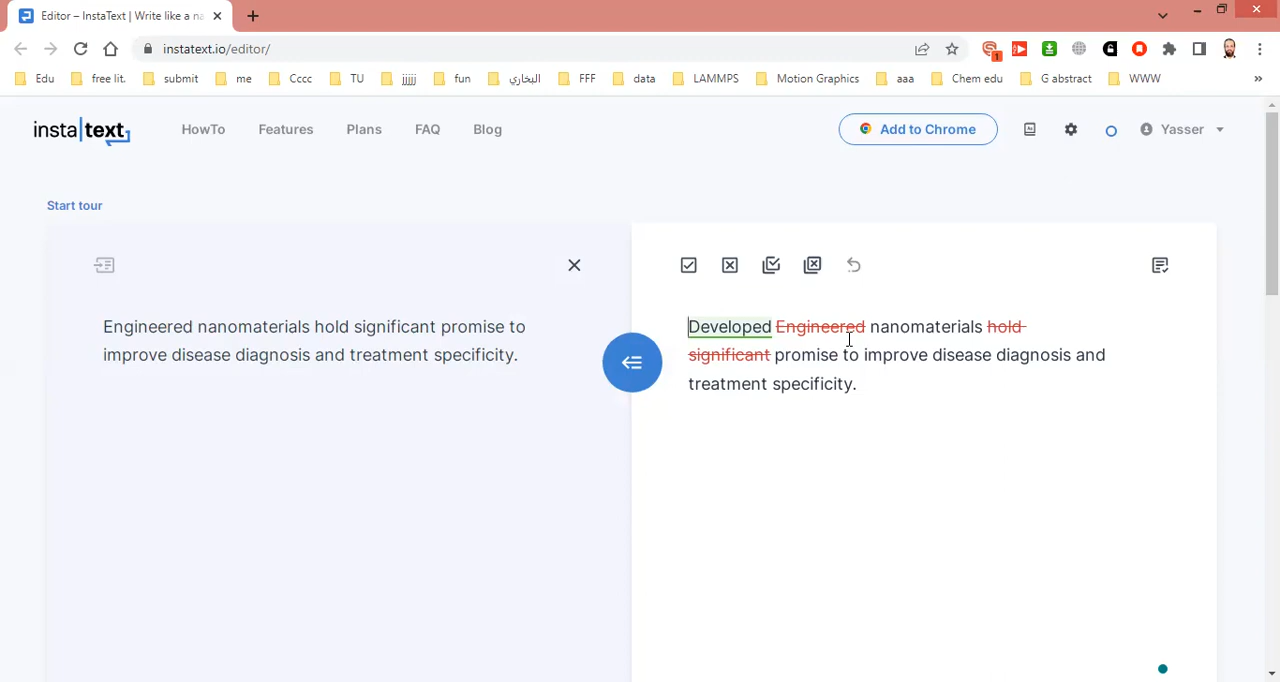 Editor – InstaText | Write like a na
instatext.io/editor/
1
Edu free lit. submit me Cccc TU jjjjj fun البخاري FFF data LAMMPS Motion Graphics aaa Chem edu G abstract WWW »
insta|text HowTo Features Plans FAQ Blog Add to Chrome Yasser
Start tour
Engineered nanomaterials hold significant promise to
improve disease diagnosis and treatment specificity.
Developed Engineered nanomaterials hold
significant promise to improve disease diagnosis and
treatment specificity.